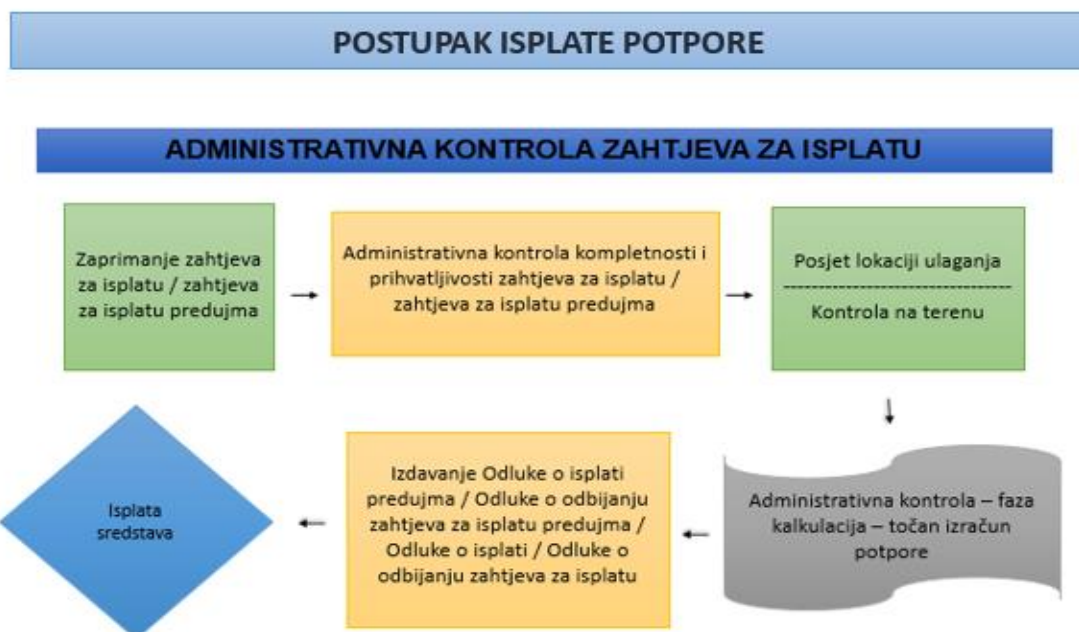 POSTUPAK ISPLATE POTPORE
ADMINISTRATIVNA KONTROLA ZAHTJEVA ZA ISPLATU
Zaprimanje zahtjeva
za isplatu / zahtjeva
za isplatu predujma
Administrativna kontrola kompletnosti i
prihvatljivosti zahtjeva za isplatu /
zahtjeva za isplatu predujma
Posjet lokaciji ulaganja
----------------------------------
Kontrola na terenu
Administrativna kontrola – faza
kalkulacija – točan izračun
potpore
Izdavanje Odluke o isplati
predujma / Odluke o odbijanju
zahtjeva za isplatu predujma /
Odluke o isplati / Odluke o
odbijanju zahtjeva za isplatu
Isplata
sredstava